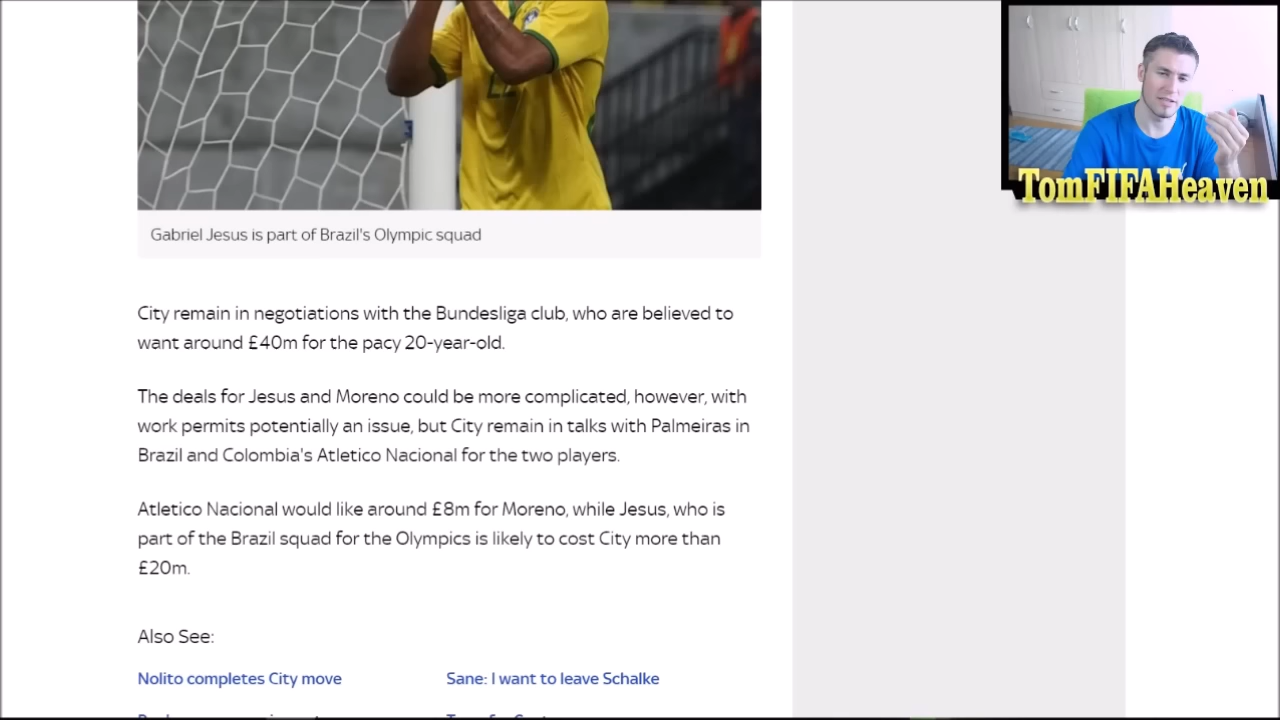 TomFIFAHeaven
Gabriel Jesus is part of Brazil's Olympic squad
City remain in negotiations with the Bundesliga club, who are believed to
want around £40m for the pacy 20-year-old.
The deals for Jesus and Moreno could be more complicated, however, with
work permits potentially an issue, but City remain in talks with Palmeiras in
Brazil and Colombia's Atletico Nacional for the two players.
Atletico Nacional would like around £8m for Moreno, while Jesus, who is
part of the Brazil squad for the Olympics is likely to cost City more than
£20m.
Also See:
Nolito completes City move
Sane: I want to leave Schalke